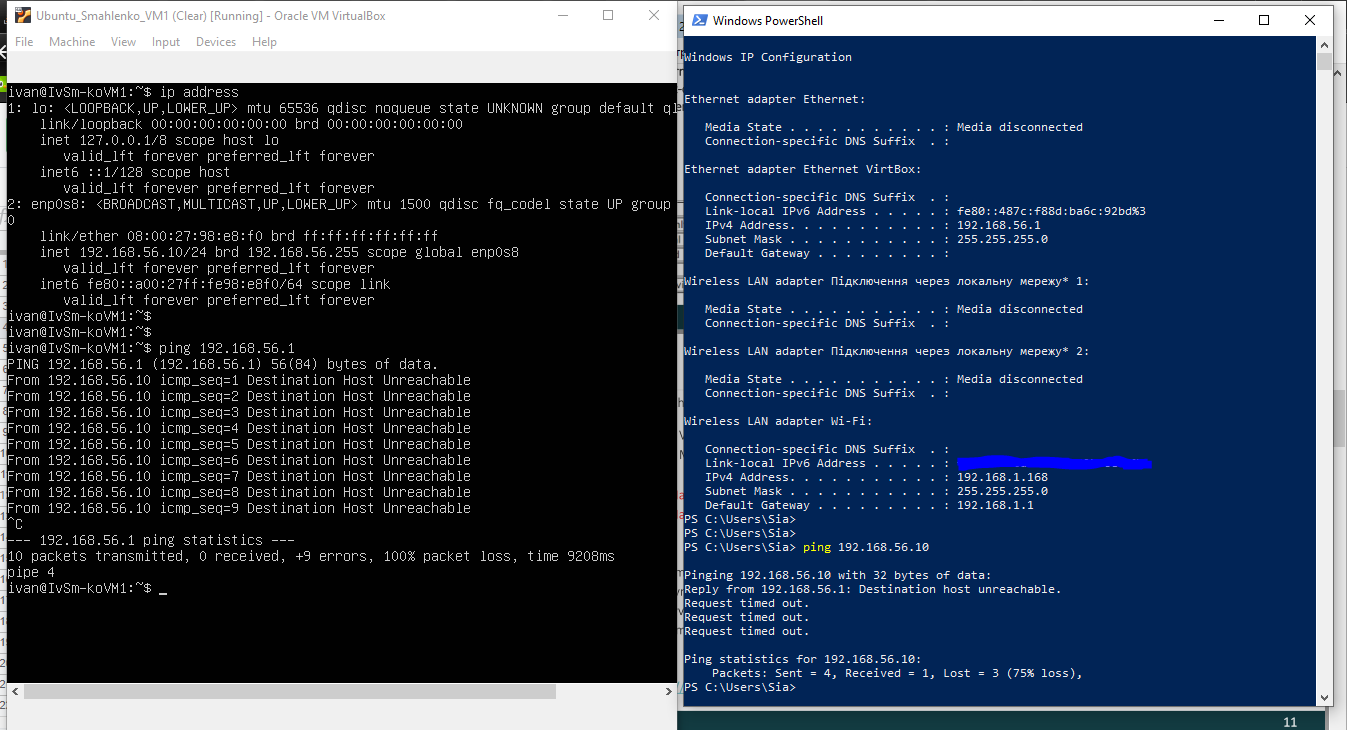 Ubuntu_Smahlenko_VM1 (Clear) [Running] - Oracle VM VirtualBox
File Machine View Input Devices Help
ivan@IvSm-koVM1:~$ ip address
1: lo: <LOOPBACK,UP,LOWER_UP> mtu 65536 qdisc noqueue state UNKNOWN group default qle
link/loopback 00:00:00:00:00:00 brd 00:00:00:00:00:00
inet 127.0.0.1/8 scope host lo
valid_lft forever preferred_lft forever
inet6 ::1/128 scope host
valid_lft forever preferred_lft forever
2: enp0s8: <BROADCAST,MULTICAST,UP,LOWER_UP> mtu 1500 qdisc fq_codel state UP group
0
link/ether 08:00:27:98:e8:f0 brd ff:ff:ff:ff:ff:ff
inet 192.168.56.10/24 brd 192.168.56.255 scope global enp0s8
valid_lft forever preferred_lft forever
inet6 fe80::a00:27ff:fe98:e8f0/64 scope link
valid_lft forever preferred_lft forever
ivan@IvSm-koVM1:~$
ivan@IvSm-koVM1:~$
ivan@IvSm-koVM1:~$ ping 192.168.56.1
PING 192.168.56.1 (192.168.56.1) 56(84) bytes of data.
From 192.168.56.10 icmp_seq=1 Destination Host Unreachable
From 192.168.56.10 icmp_seq=2 Destination Host Unreachable
From 192.168.56.10 icmp_seq=3 Destination Host Unreachable
From 192.168.56.10 icmp_seq=4 Destination Host Unreachable
From 192.168.56.10 icmp_seq=5 Destination Host Unreachable
From 192.168.56.10 icmp_seq=6 Destination Host Unreachable
From 192.168.56.10 icmp_seq=7 Destination Host Unreachable
From 192.168.56.10 icmp_seq=8 Destination Host Unreachable
From 192.168.56.10 icmp_seq=9 Destination Host Unreachable
^C
--- 192.168.56.1 ping statistics ---
10 packets transmitted, 0 received, +9 errors, 100% packet loss, time 9208ms
pipe 4
ivan@IvSm-koVM1:~$ _
Windows PowerShell
Windows IP Configuration
Ethernet adapter Ethernet:
Media State . . . . . . . . . . . : Media disconnected
Connection-specific DNS Suffix . :
Ethernet adapter Ethernet VirtBox:
Connection-specific DNS Suffix . :
Link-local IPv6 Address . . . . . : fe80::487c:f88d:ba6c:92bd%3
IPv4 Address. . . . . . . . . . . : 192.168.56.1
Subnet Mask . . . . . . . . . . . : 255.255.255.0
Default Gateway . . . . . . . . . :
Wireless LAN adapter Підключення через локальну мережу* 1:
Media State . . . . . . . . . . . : Media disconnected
Connection-specific DNS Suffix . :
Wireless LAN adapter Підключення через локальну мережу* 2:
Media State . . . . . . . . . . . : Media disconnected
Connection-specific DNS Suffix . :
Wireless LAN adapter Wi-Fi:
Connection-specific DNS Suffix . :
Link-local IPv6 Address . . . . . :
IPv4 Address. . . . . . . . . . . : 192.168.1.168
Subnet Mask . . . . . . . . . . . : 255.255.255.0
Default Gateway . . . . . . . . . : 192.168.1.1
PS C:\Users\Sia>
PS C:\Users\Sia>
PS C:\Users\Sia> ping 192.168.56.10
Pinging 192.168.56.10 with 32 bytes of data:
Reply from 192.168.56.1: Destination host unreachable.
Request timed out.
Request timed out.
Request timed out.
Ping statistics for 192.168.56.10:
Packets: Sent = 4, Received = 1, Lost = 3 (75% loss),
PS C:\Users\Sia>
11